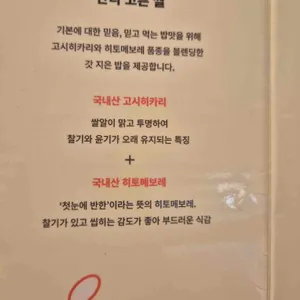 기본에 대한 믿음, 믿고 먹는 밥맛을 위해
고시히카리와 히토메보레 품종을 블렌딩한
갓 지은 밥을 제공합니다.
국내산 고시히카리
쌀알이 맑고 투명하여
찰기와 윤기가 오래 유지되는 특징
+
국내산 히토메보레
'첫눈에 반한'이라는 뜻의 히토메보레.
찰기가 있고 씹히는 감도가 좋아 부드러운 식감